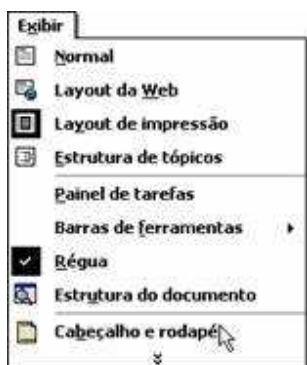 Exibir
Normal
Layout da Web
Layout de impressão
Estrutura de tópicos
Painel de tarefas
Barras de ferramentas
Régua
Estrutura do documento
Cabeçalho e rodapé